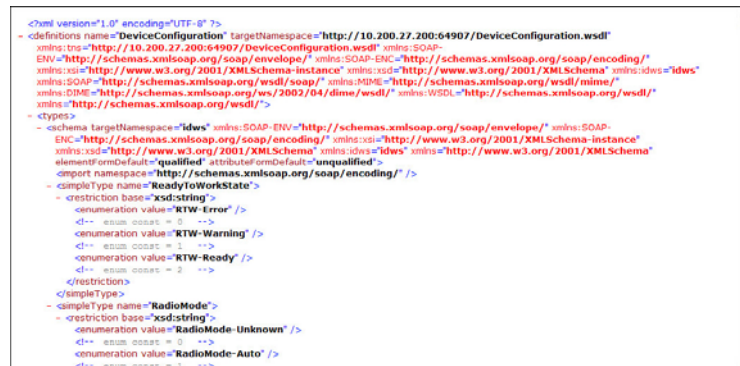 <?xml version="1.0" encoding="UTF-8" ?>
- <definitions name="DeviceConfiguration" targetNamespace="http://10.200.27.200:64907/DeviceConfiguration.wsdl"
xmlns:tns="http://10.200.27.200:64907/DeviceConfiguration.wsdl" xmlns:SOAP-
ENV="http://schemas.xmlsoap.org/soap/envelope/" xmlns:SOAP-ENC="http://schemas.xmlsoap.org/soap/encoding/"
xmlns:xsi="http://www.w3.org/2001/XMLSchema-instance" xmlns:xsd="http://www.w3.org/2001/XMLSchema" xmlns:idws="idws"
xmlns:SOAP="http://schemas.xmlsoap.org/wsdl/soap/" xmlns:MIME="http://schemas.xmlsoap.org/wsdl/mime/"
xmlns:DIME="http://schemas.xmlsoap.org/ws/2002/04/dime/wsdl/" xmlns:WSDL="http://schemas.xmlsoap.org/wsdl/"
xmlns="http://schemas.xmlsoap.org/wsdl/">
- <types>
- <schema targetNamespace="idws" xmlns:SOAP-ENV="http://schemas.xmlsoap.org/soap/envelope/" xmlns:SOAP-
ENC="http://schemas.xmlsoap.org/soap/encoding/" xmlns:xsi="http://www.w3.org/2001/XMLSchema-instance"
xmlns:xsd="http://www.w3.org/2001/XMLSchema" xmlns:idws="idws" xmlns="http://www.w3.org/2001/XMLSchema"
elementFormDefault="qualified" attributeFormDefault="unqualified">
<import namespace="http://schemas.xmlsoap.org/soap/encoding/" />
- <simpleType name="ReadyToWorkState">
- <restriction base="xsd:string">
<enumeration value="RTW-Error" />
<!-- enum const = 0 -->
<enumeration value="RTW-Warning" />
<!-- enum const = 1 -->
<enumeration value="RTW-Ready" />
<!-- enum const = 2 -->
</restriction>
</simpleType>
- <simpleType name="RadioMode">
- <restriction base="xsd:string">
<enumeration value="RadioMode-Unknown" />
<!-- enum const = 0 -->
<enumeration value="RadioMode-Auto" />
<!-- enum const = 1 -->